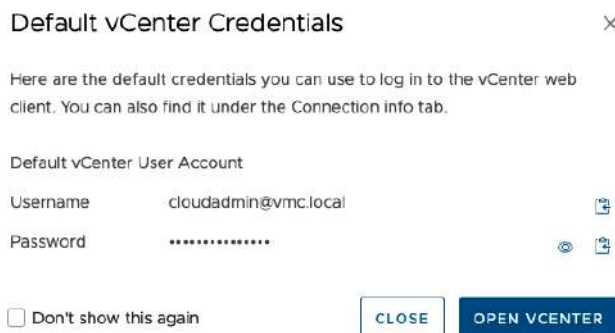 Default vCenter Credentials
Here are the default credentials you can use to log in to the vCenter web
client. You can also find it under the Connection info tab.
Default vCenter User Account
Username cloudadmin@vmc.local
Password •••••••••••••••
Don't show this again CLOSE OPEN VCENTER